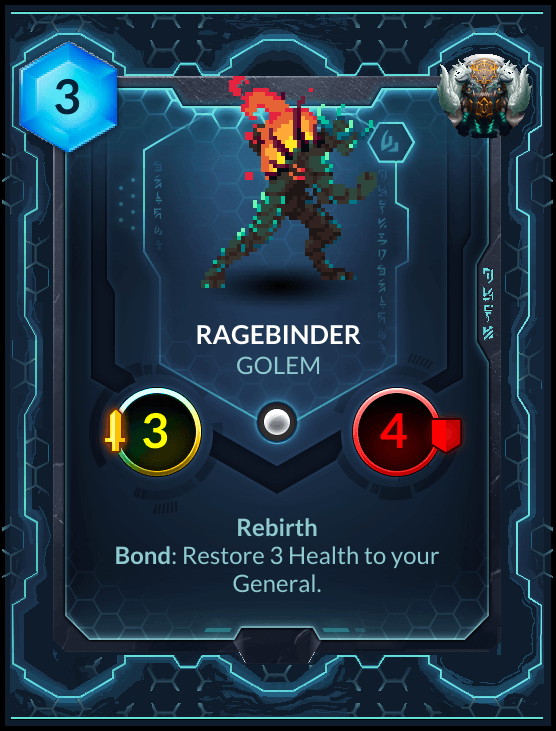 3
RAGEBINDER
GOLEM
3
4
Rebirth
Bond: Restore 3 Health to your
General.